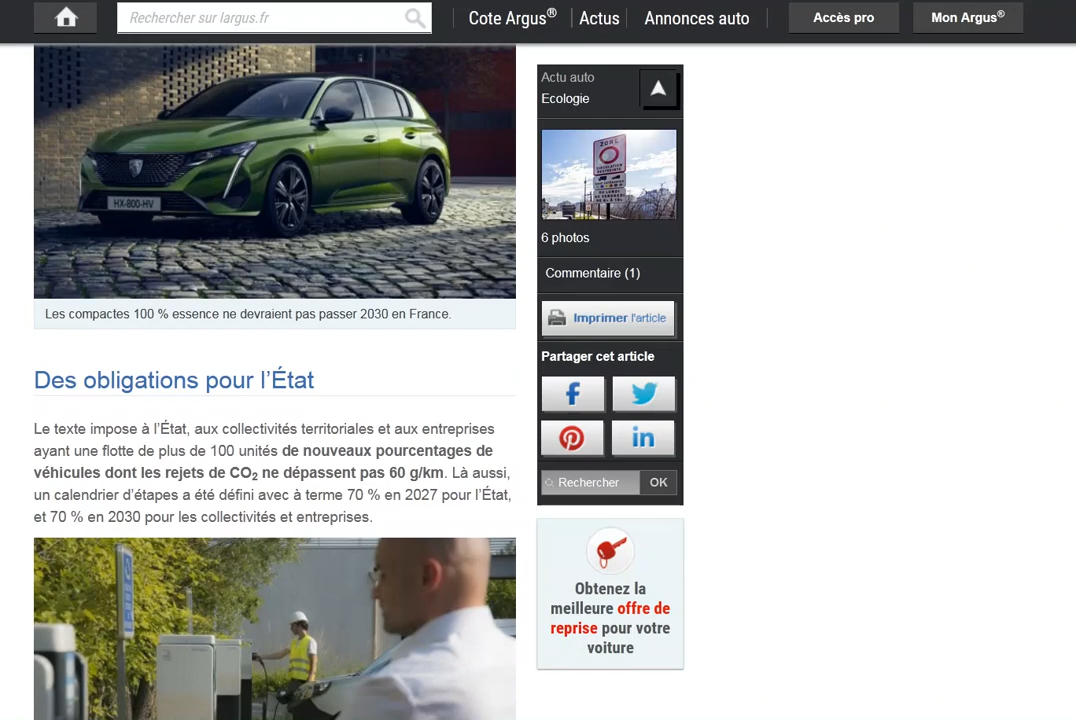 Rechercher sur largus.fr
Cote Argus®
Actus
Annonces auto
Accès pro
Mon Argus®
HX-800-HV
Les compactes 100 % essence ne devraient pas passer 2030 en France.
Des obligations pour l’État
Le texte impose à l’État, aux collectivités territoriales et aux entreprises
ayant une flotte de plus de 100 unités de nouveaux pourcentages de
véhicules dont les rejets de CO2 ne dépassent pas 60 g/km. Là aussi,
un calendrier d’étapes a été défini avec à terme 70 % en 2027 pour l’État,
et 70 % en 2030 pour les collectivités et entreprises.
Actu auto
Ecologie
ZONE
6 photos
Commentaire (1)
Imprimer l'article
Partager cet article
Rechercher
OK
Obtenez la
meilleure offre de
reprise pour votre
voiture